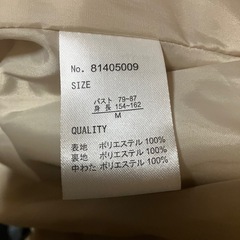 No. 81405009
SIZE
バスト 79-87
身長 154-162
M
QUALITY
表地 ポリエステル 100%
裏地 ポリエステル 100%
中わた ポリエステル 100%